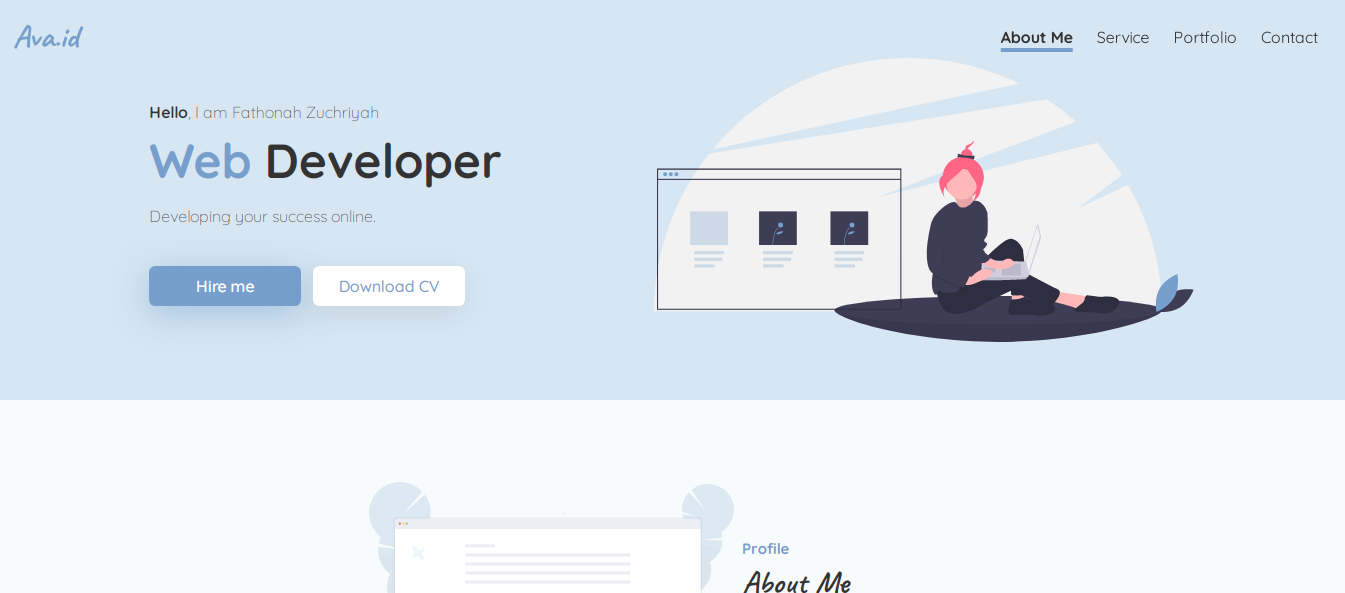 Ava.id
About Me Service Portfolio Contact
Hello, I am Fathonah Zuchriyah
Web Developer
Developing your success online.
Hire me Download CV
Profile
About Me